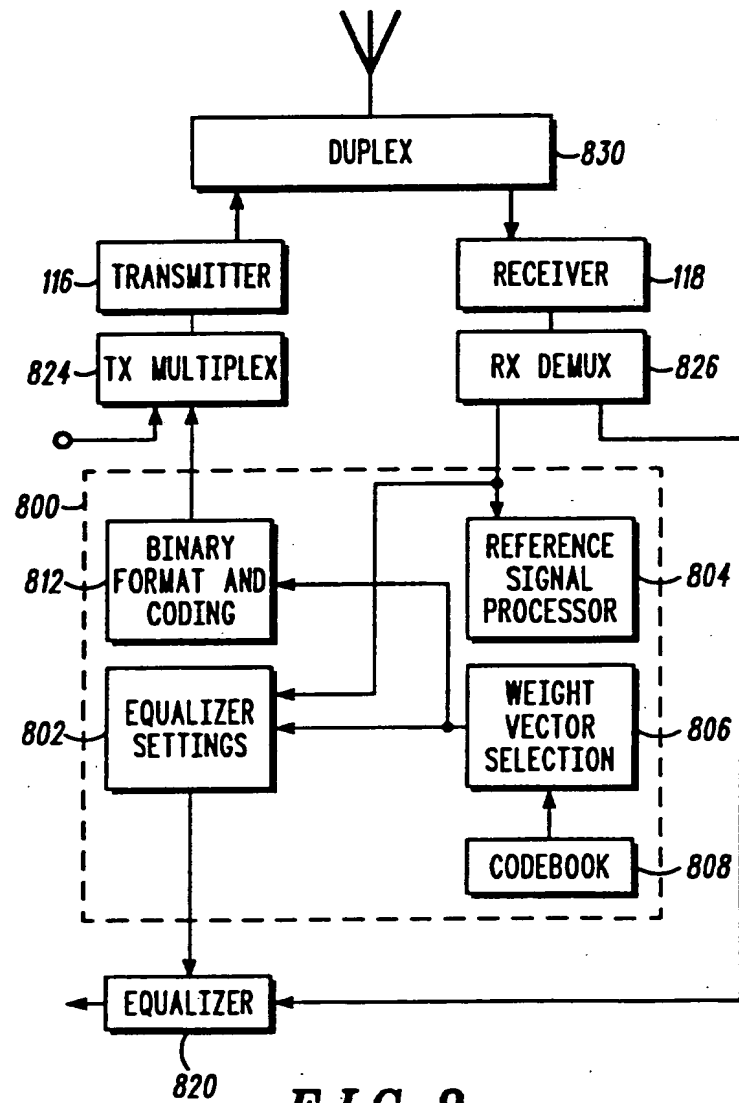 DUPLEX
830
116
TRANSMITTER
RECEIVER
118
824
TX MULTIPLEX
RX DEMUX
826
800
812
BINARY
FORMAT AND
CODING
REFERENCE
SIGNAL
PROCESSOR
804
802
EQUALIZER
SETTINGS
WEIGHT
VECTOR
SELECTION
806
CODEBOOK
808
EQUALIZER
820